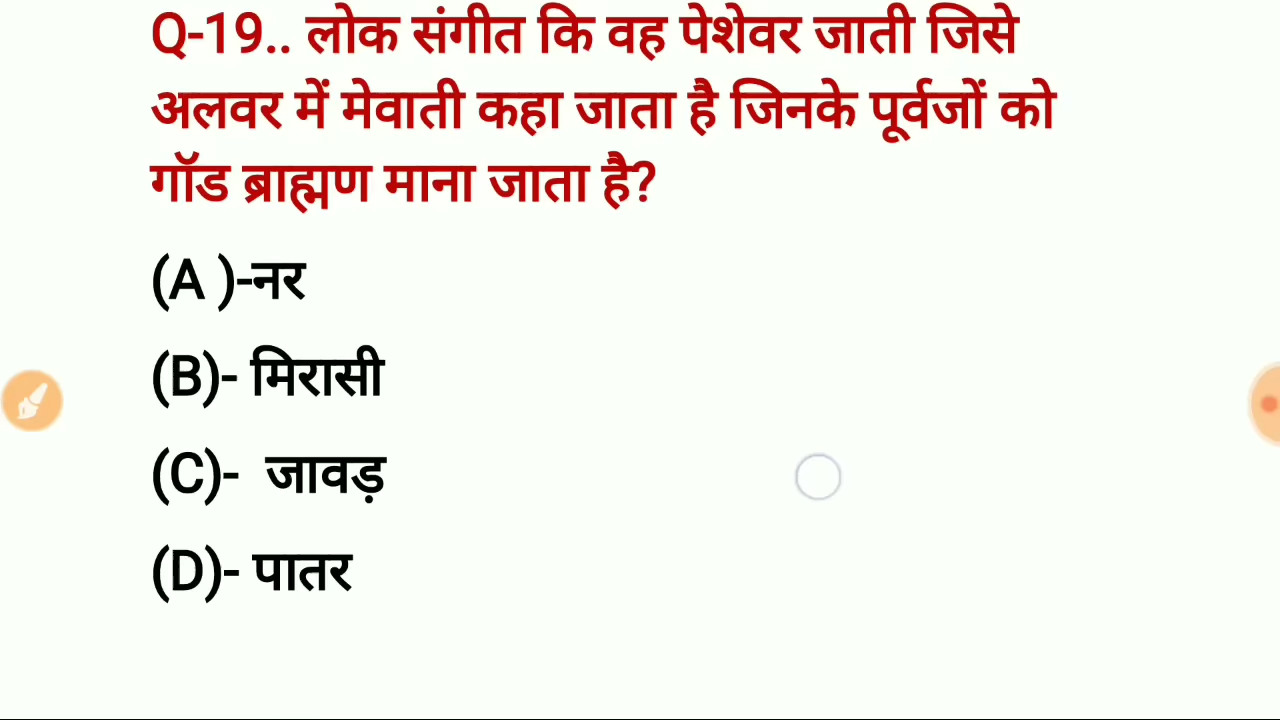 Q-19.. लोक संगीत कि वह पेशेवर जाती जिसे
अलवर में मेवाती कहा जाता है जिनके पूर्वजों को
गॉड ब्राह्मण माना जाता है?
(A )-नर
(B)- मिरासी
(C)- जावड़
(D)- पातर